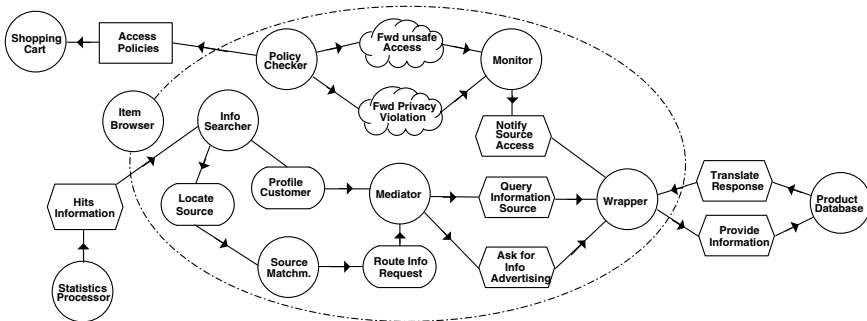 Shopping
Cart
Access
Policies
Policy
Checker
Fwd unsafe
Access
Monitor
Fwd Privacy
Violation
Item
Browser
Info
Searcher
Notify
Source
Access
Hits
Information
Locate
Source
Profile
Customer
Mediator
Query
Information
Source
Wrapper
Translate
Response
Product
Database
Provide
Information
Statistics
Processor
Source
Matchm.
Route Info
Request
Ask for
Info
Advertising